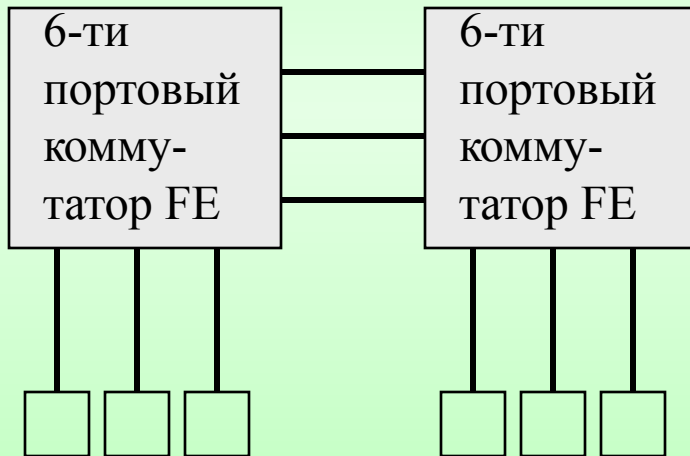 6-ти
портовый
комму-
татор FE
6-ти
портовый
комму-
татор FE